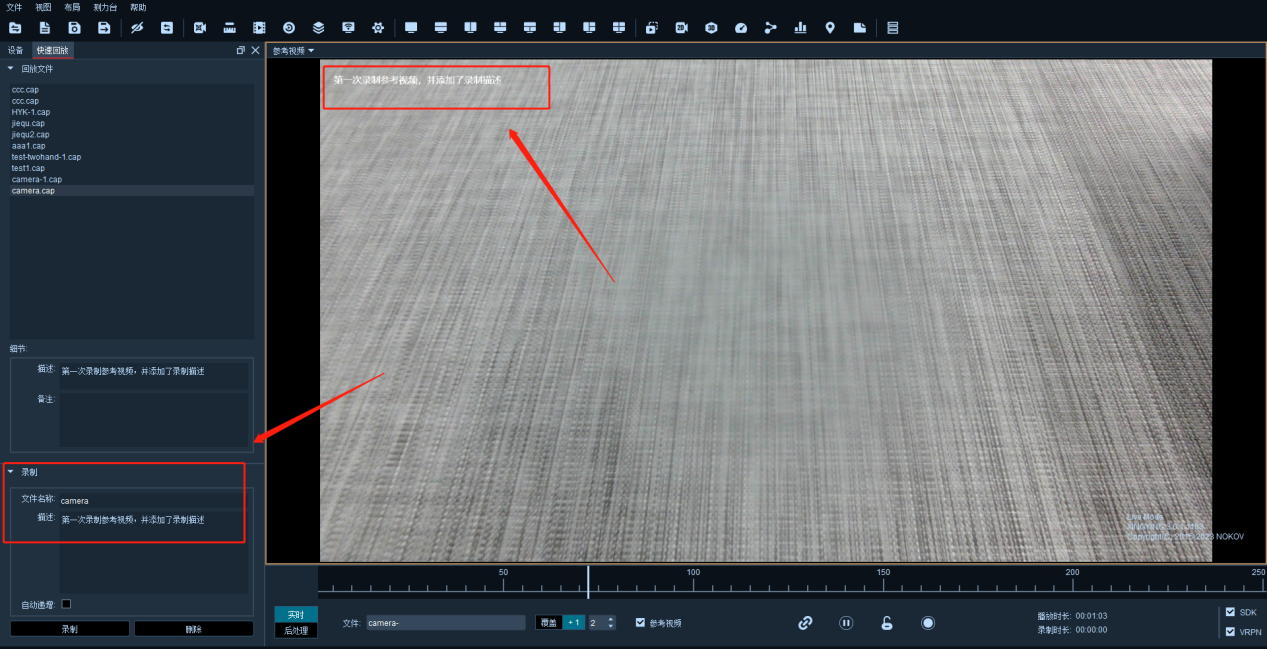 文件 视图 布局 测力台 帮助
设备 快速回放
参考视频
回放文件
第一次录制参考视频，并添加了录制描述
ccc.cap
ccc.cap
HYK-1.cap
jiequ.cap
jiequ2.cap
aaa1.cap
test-twohand-1.cap
test1.cap
camera-1.cap
camera.cap
细节:
描述: 第一次录制参考视频，并添加了录制描述
备注:
录制
文件名称: camera
描述: 第一次录制参考视频，并添加了录制描述
自动递增:
录制 删除
Live Mode
NOKOV
50 100 150 200 250
实时
后处理
文件: camera-
覆盖 +1 2
参考视频
播放时长: 00:01:03
录制时长: 00:00:00
SDK
VRPN